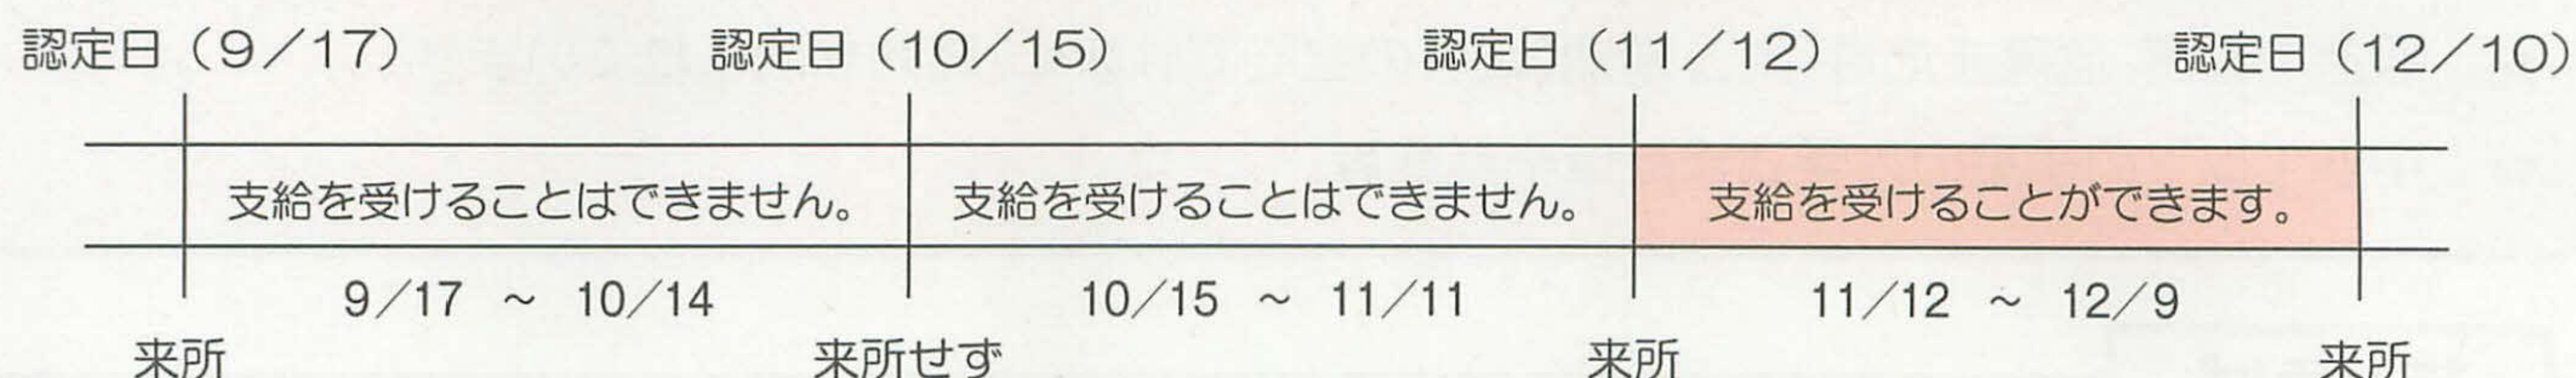 認定日（9／17） 認定日（10／15） 認定日（11／12） 認定日（12／10）
支給を受けることはできません。 支給を受けることはできません。 支給を受けることができます。
9／17 ～ 10／14 10／15 ～ 11／11 11／12 ～ 12／9
来所 来所せず 来所 来所